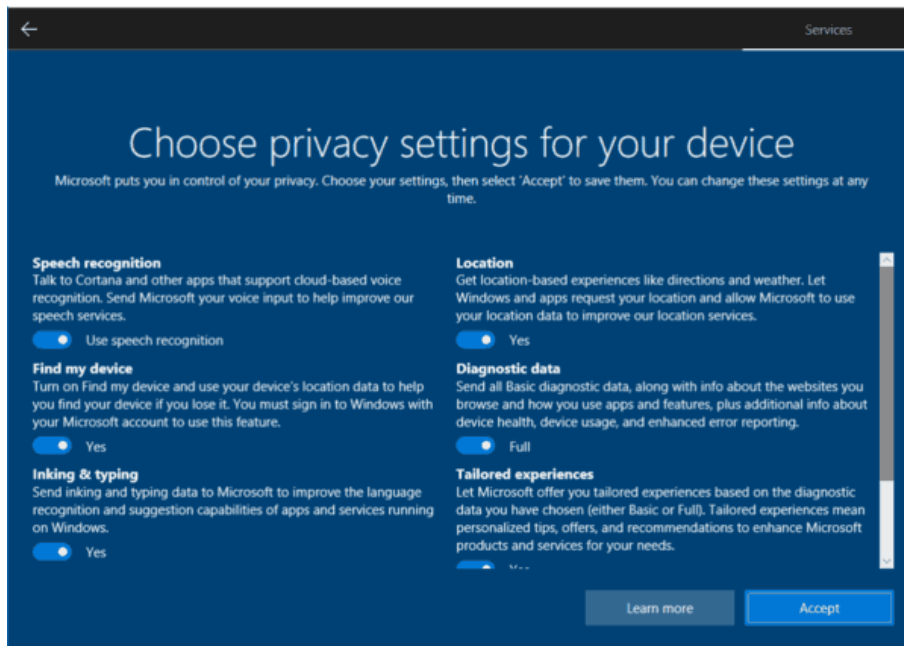 Services
Choose privacy settings for your device
Microsoft puts you in control of your privacy. Choose your settings, then select 'Accept' to save them. You can change these settings at any
time.
Speech recognition
Talk to Cortana and other apps that support cloud-based voice
recognition. Send Microsoft your voice input to help improve our
speech services.
Use speech recognition
Find my device
Turn on Find my device and use your device's location data to help
you find your device if you lose it. You must sign in to Windows with
your Microsoft account to use this feature.
Yes
Inking & typing
Send inking and typing data to Microsoft to improve the language
recognition and suggestion capabilities of apps and services running
on Windows.
Yes
Location
Get location-based experiences like directions and weather. Let
Windows and apps request your location and allow Microsoft to use
your location data to improve our location services.
Yes
Diagnostic data
Send all Basic diagnostic data, along with info about the websites you
browse and how you use apps and features, plus additional info about
device health, device usage, and enhanced error reporting.
Full
Tailored experiences
Let Microsoft offer you tailored experiences based on the diagnostic
data you have chosen (either Basic or Full). Tailored experiences mean
personalized tips, offers, and recommendations to enhance Microsoft
products and services for your needs.
Yes
Learn more
Accept